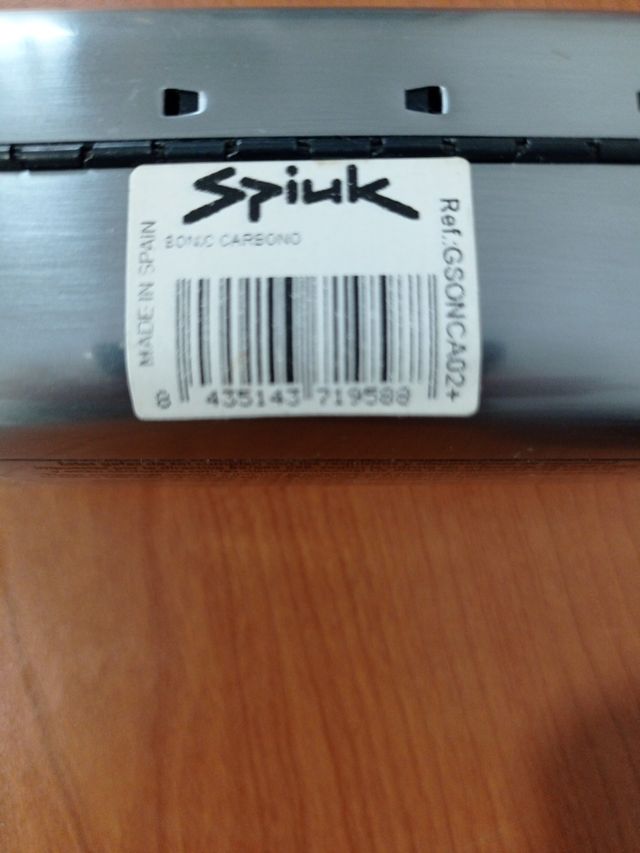 Spiuk
SONIC CARBONO
MADE IN SPAIN
Ref.:GSONCA02+
8 435143 719588